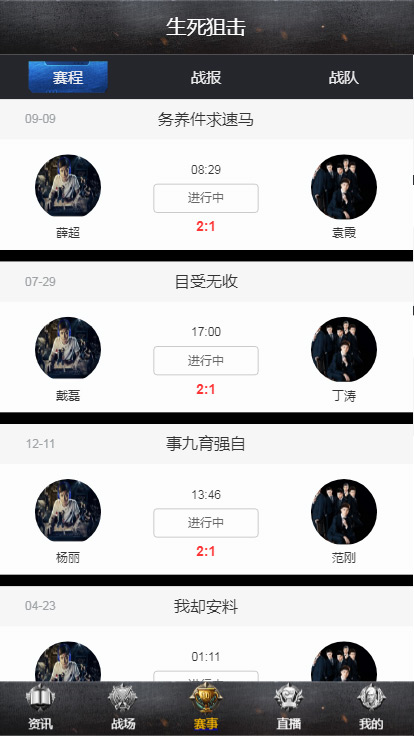 生死狙击
赛程 战报 战队
09-09 务养件求速马
08:29
进行中
2:1
薛超 袁霞
07-29 目受无收
17:00
进行中
2:1
戴磊 丁涛
12-11 事九育强自
13:46
进行中
2:1
杨丽 范刚
04-23 我却安料
01:11
进行中
资讯 战场 赛事 直播 我的